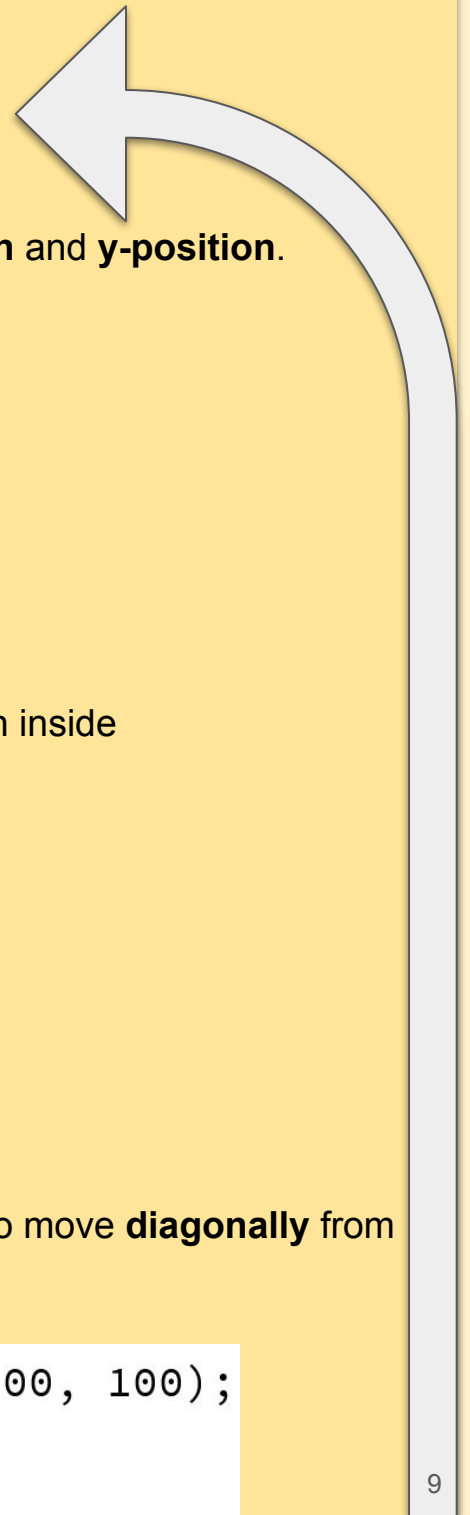 n and y-position.
n inside
o move diagonally from
00, 100);
9